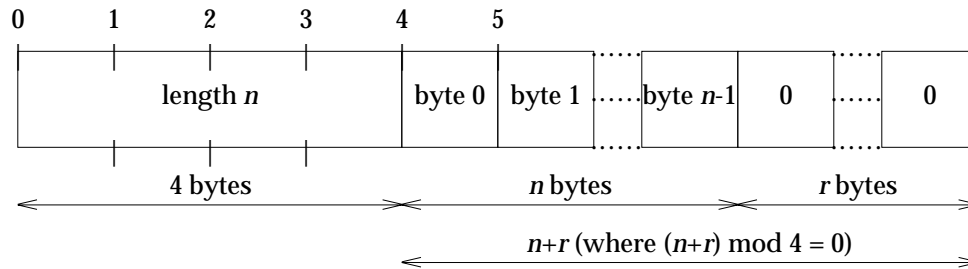 0 1 2 3 4 5
length n byte 0 byte 1 ...... byte n-1 0 ...... 0
4 bytes n bytes r bytes
n+r (where (n+r) mod 4 = 0)